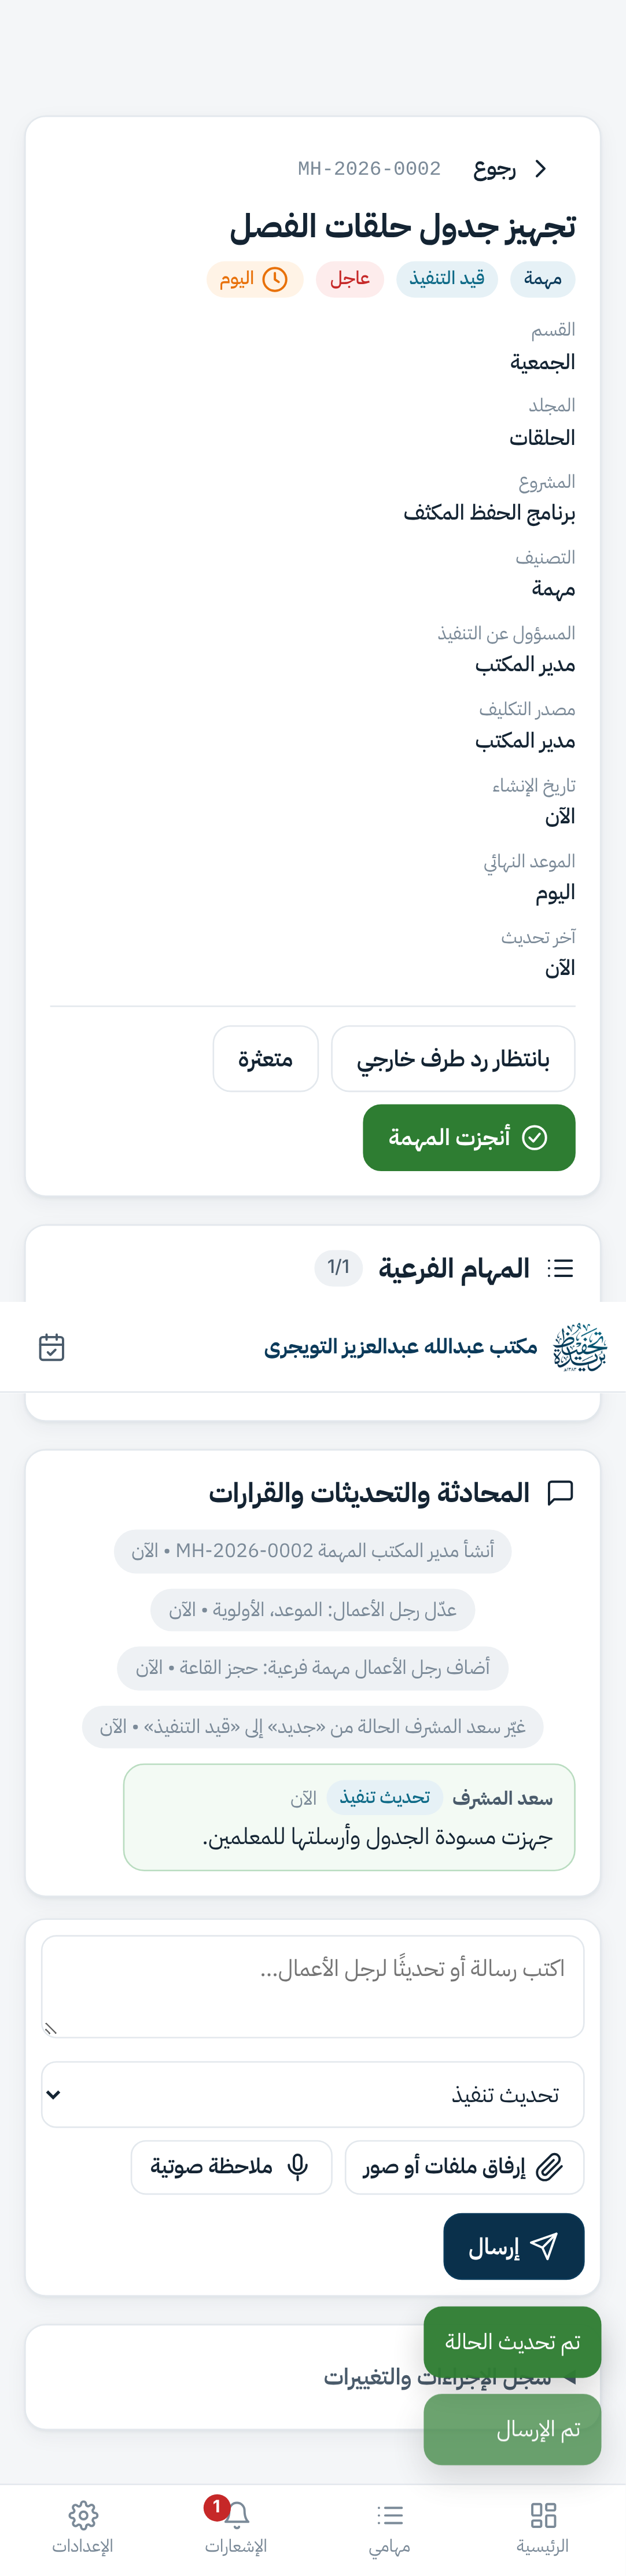 رجوع MH-2026-0002
تجهيز جدول حلقات الفصل
مهمة قيد التنفيذ عاجل اليوم
القسم
الجمعية
المجلد
الحلقات
المشروع
برنامج الحفظ المكثف
التصنيف
مهمة
المسؤول عن التنفيذ
مدير المكتب
مصدر التكليف
مدير المكتب
تاريخ الإنشاء
الآن
الموعد النهائي
اليوم
آخر تحديث
الآن
بانتظار رد طرف خارجي متعثرة
أنجزت المهمة
المهام الفرعية 1/1
مكتب عبدالله عبدالعزيز التويجري
المحادثة والتحديثات والقرارات
أنشأ مدير المكتب المهمة MH-2026-0002 • الآن
عدّل رجل الأعمال: الموعد، الأولوية • الآن
أضاف رجل الأعمال مهمة فرعية: حجز القاعة • الآن
غيّر سعد المشرف الحالة من «جديد» إلى «قيد التنفيذ» • الآن
سعد المشرف تحديث تنفيذ الآن
جهزت مسودة الجدول وأرسلتها للمعلمين.
اكتب رسالة أو تحديثًا لرجل الأعمال...
تحديث تنفيذ
إرفاق ملفات أو صور ملاحظة صوتية
إرسال
تم تحديث الحالة
سجل الإجراءات والتغييرات
تم الإرسال
الرئيسية مهامي الإشعارات 1 الإعدادات